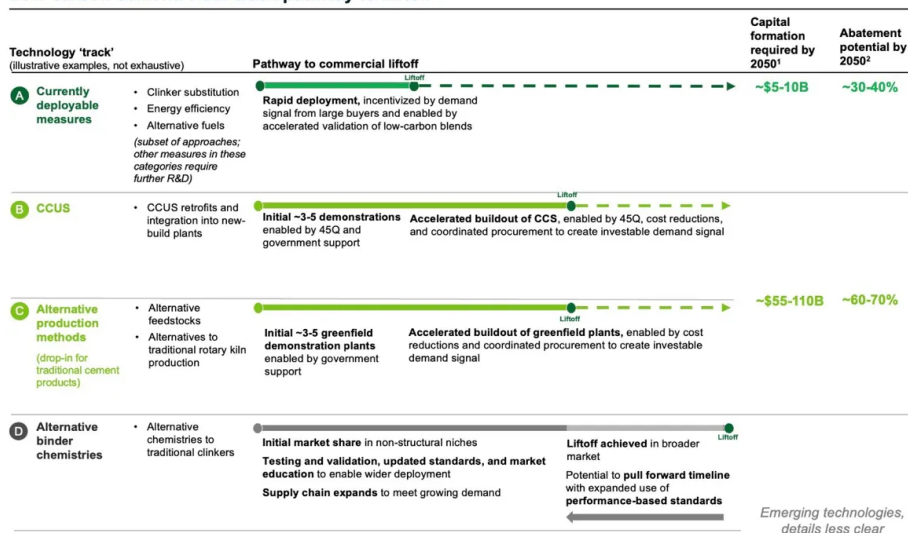 Capital formation required by 2050¹
Abatement potential by 2050²
Technology ‘track’
(illustrative examples, not exhaustive)
Pathway to commercial liftoff
A
Currently deployable measures
• Clinker substitution
• Energy efficiency
• Alternative fuels
(subset of approaches; other measures in these categories require further R&D)
Liftoff
Rapid deployment, incentivized by demand
signal from large buyers and enabled by
accelerated validation of low-carbon blends
~$5-10B
~30-40%
B
CCUS
• CCUS retrofits and
integration into new-
build plants
Liftoff
Initial ~3-5 demonstrations
enabled by 45Q and
government support
Accelerated buildout of CCS, enabled by 45Q, cost reductions,
and coordinated procurement to create investable demand signal
C
Alternative
production
methods
(drop-in for
traditional cement
products)
• Alternative
feedstocks
• Alternatives to
traditional rotary kiln
production
Liftoff
Initial ~3-5 greenfield
demonstration plants
enabled by government
support
Accelerated buildout of greenfield plants, enabled by cost
reductions and coordinated procurement to create investable
demand signal
~$55-110B
~60-70%
D
Alternative
binder
chemistries
• Alternative
chemistries to
traditional clinkers
Liftoff
Initial market share in non-structural niches
Testing and validation, updated standards, and market
education to enable wider deployment
Supply chain expands to meet growing demand
Liftoff achieved in broader
market
Potential to pull forward timeline
with expanded use of
performance-based standards
Emerging technologies,
details less clear